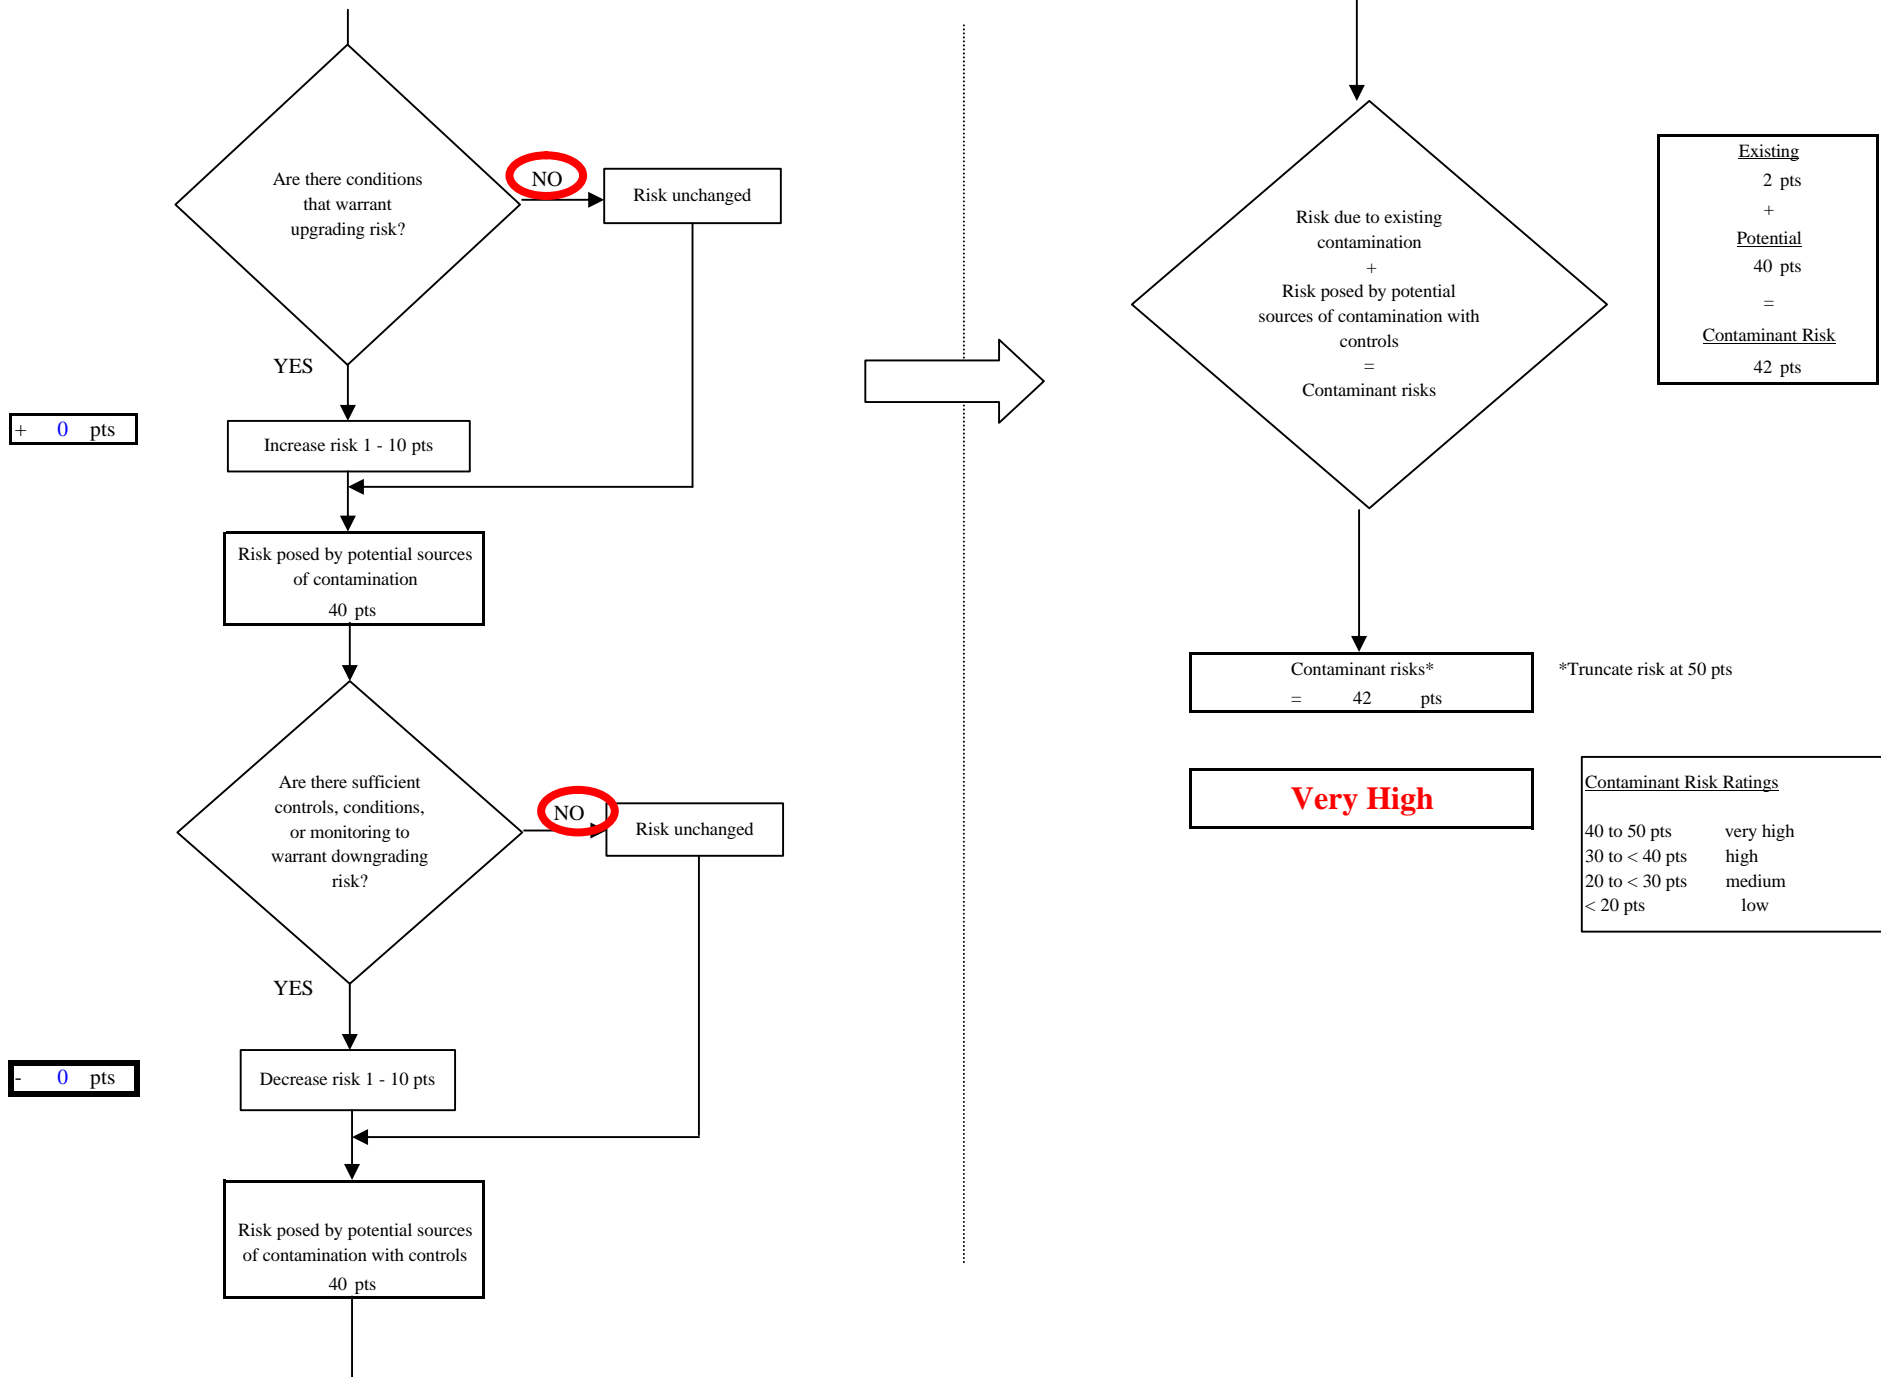 Are there conditions
that warrant
upgrading risk?
NO
Risk unchanged
YES
+ 0 pts
Increase risk 1 - 10 pts
Risk posed by potential sources
of contamination
40 pts
Are there sufficient
controls, conditions,
or monitoring to
warrant downgrading
risk?
NO
Risk unchanged
YES
- 0 pts
Decrease risk 1 - 10 pts
Risk posed by potential sources
of contamination with controls
40 pts
Risk due to existing
contamination
+
Risk posed by potential
sources of contamination with
controls
=
Contaminant risks
Existing
2 pts
+
Potential
40 pts
=
Contaminant Risk
42 pts
Contaminant risks*
= 42 pts
*Truncate risk at 50 pts
Very High
Contaminant Risk Ratings
40 to 50 pts very high
30 to < 40 pts high
20 to < 30 pts medium
< 20 pts low